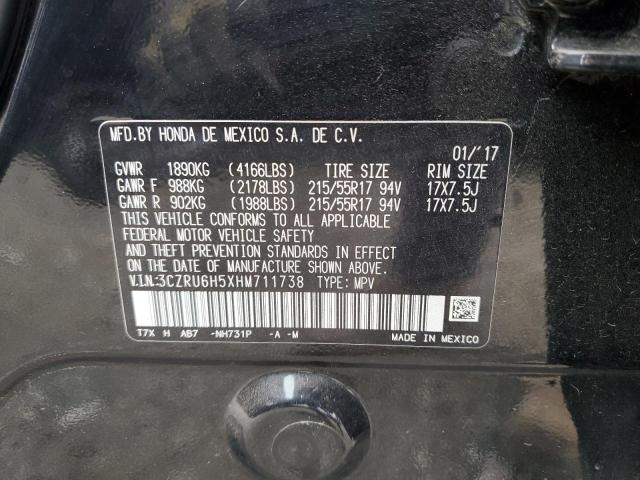 MFD.BY HONDA DE MEXICO S.A. DE C.V.
01/'17
GVWR 1890KG (4166LBS) TIRE SIZE RIM SIZE
GAWR F 988KG (2178LBS) 215/55R17 94V 17X7.5J
GAWR R 902KG (1988LBS) 215/55R17 94V 17X7.5J
THIS VEHICLE CONFORMS TO ALL APPLICABLE
FEDERAL MOTOR VEHICLE SAFETY
AND THEFT PREVENTION STANDARDS IN EFFECT
ON THE DATE OF MANUFACTURE SHOWN ABOVE.
V.I.N.:3CZRU6H5XHM711738 TYPE: MPV
T7X H AB7 -NH731P -A -M
MADE IN MEXICO